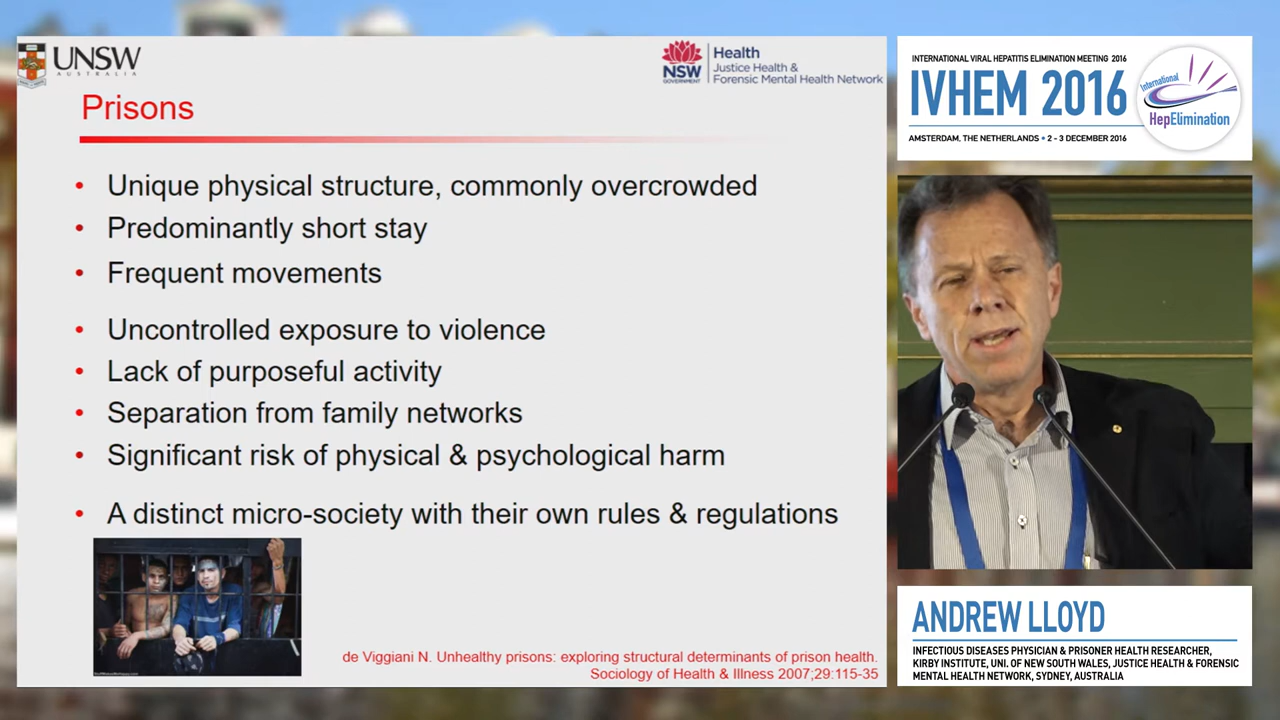 UNSW
AUSTRALIA
NSW
GOVERNMENT
Health
Justice Health &
Forensic Mental Health Network
Prisons
• Unique physical structure, commonly overcrowded
• Predominantly short stay
• Frequent movements
• Uncontrolled exposure to violence
• Lack of purposeful activity
• Separation from family networks
• Significant risk of physical & psychological harm
• A distinct micro-society with their own rules & regulations
de Viggiani N. Unhealthy prisons: exploring structural determinants of prison health.
Sociology of Health & Illness 2007;29:115-35
INTERNATIONAL VIRAL HEPATITIS ELIMINATION MEETING 2016
IVHEM 2016
AMSTERDAM, THE NETHERLANDS • 2 - 3 DECEMBER 2016
International
HepElimination
ANDREW LLOYD
INFECTIOUS DISEASES PHYSICIAN & PRISONER HEALTH RESEARCHER,
KIRBY INSTITUTE, UNI. OF NEW SOUTH WALES, JUSTICE HEALTH & FORENSIC
MENTAL HEALTH NETWORK, SYDNEY, AUSTRALIA